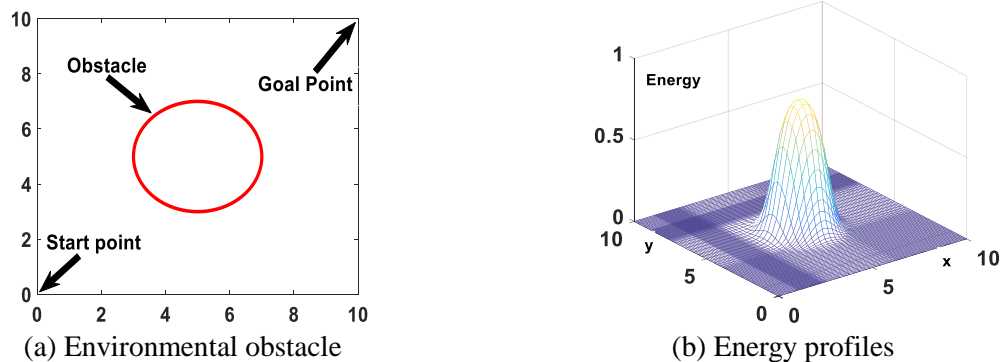 10
8
6
4
2
0
0 2 4 6 8 10
Obstacle
Goal Point
Start point
(a) Environmental obstacle
1
0.5
0
Energy
10
y
5
0
0
5
x
10
(b) Energy profiles